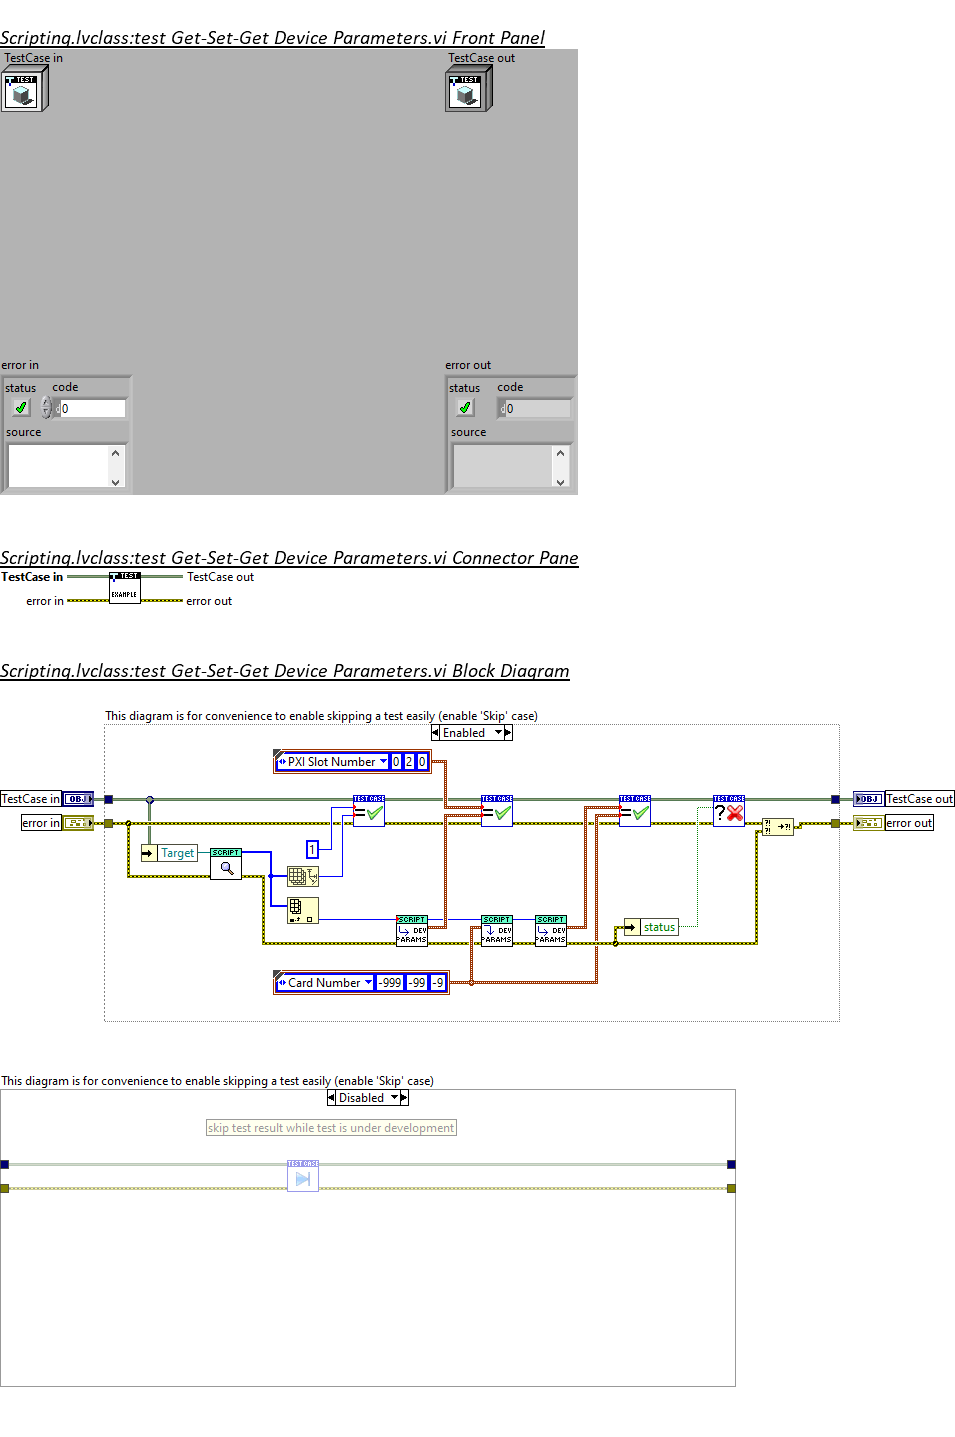 Scripting.lvclass:test Get-Set-Get Device Parameters.vi Front Panel
TestCase in
TestCase out
TEST
TEST
error in
error out
status
code
status
code
d
0
d
0
source
source
Scripting.lvclass:test Get-Set-Get Device Parameters.vi Connector Pane
TestCase in
TEST
TestCase out
error in
EXAMPLE
error out
Scripting.lvclass:test Get-Set-Get Device Parameters.vi Block Diagram
This diagram is for convenience to enable skipping a test easily (enable 'Skip' case)
Enabled
PXI Slot Number
0
2
0
TestCase in
OBJ
TEST CASE
=
TEST CASE
=
TEST CASE
=
TEST CASE
?
OBJ
TestCase out
error in
error out
?!
?!
?!
1
Target
SCRIPT
SCRIPT
DEV
PARAMS
SCRIPT
DEV
PARAMS
SCRIPT
DEV
PARAMS
status
Card Number
-999
-99
-9
This diagram is for convenience to enable skipping a test easily (enable 'Skip' case)
Disabled
skip test result while test is under development
TEST CASE